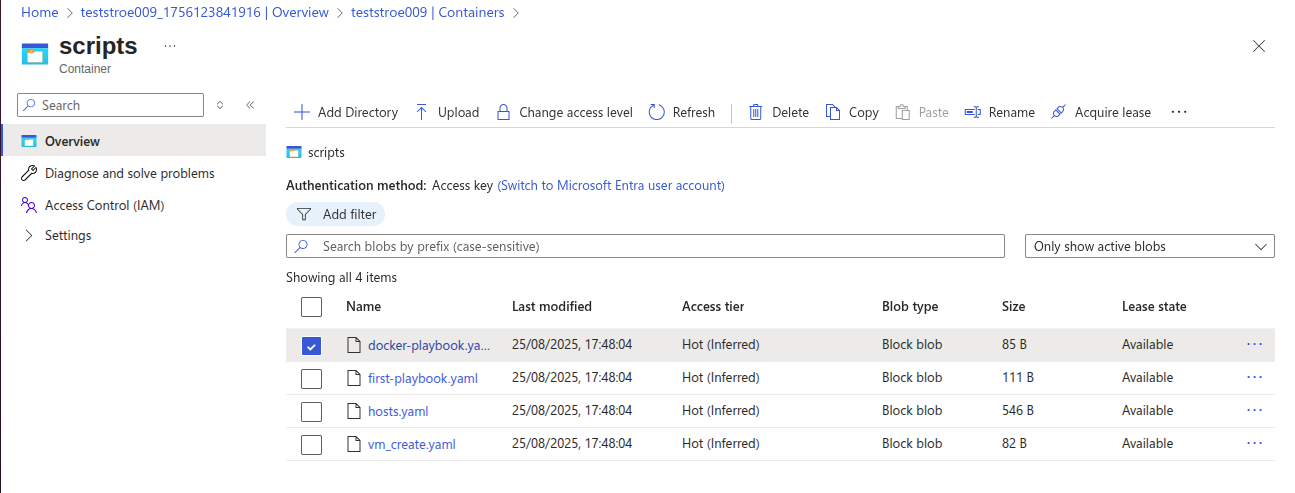 Home > teststroe009_1756123841916 | Overview > teststroe009 | Containers >
scripts ...
Container
Search
Overview
Diagnose and solve problems
Access Control (IAM)
Settings
Add Directory Upload Change access level Refresh Delete Copy Paste Rename Acquire lease ...
scripts
Authentication method: Access key (Switch to Microsoft Entra user account)
Add filter
Search blobs by prefix (case-sensitive)
Only show active blobs
Showing all 4 items
Name Last modified Access tier Blob type Size Lease state
docker-playbook.ya... 25/08/2025, 17:48:04 Hot (Inferred) Block blob 85 B Available ...
first-playbook.yaml 25/08/2025, 17:48:04 Hot (Inferred) Block blob 111 B Available ...
hosts.yaml 25/08/2025, 17:48:04 Hot (Inferred) Block blob 546 B Available ...
vm_create.yaml 25/08/2025, 17:48:04 Hot (Inferred) Block blob 82 B Available ...